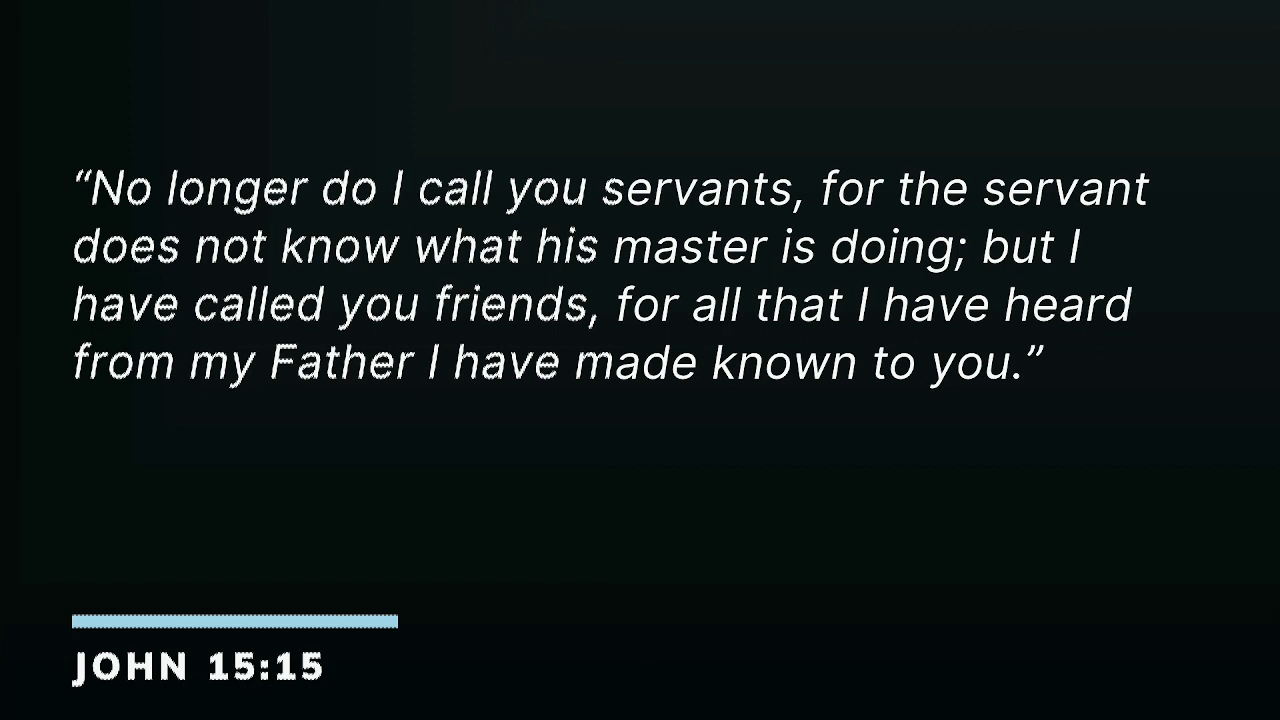 “No longer do I call you servants, for the servant
does not know what his master is doing; but I
have called you friends, for all that I have heard
from my Father I have made known to you.”
JOHN 15:15